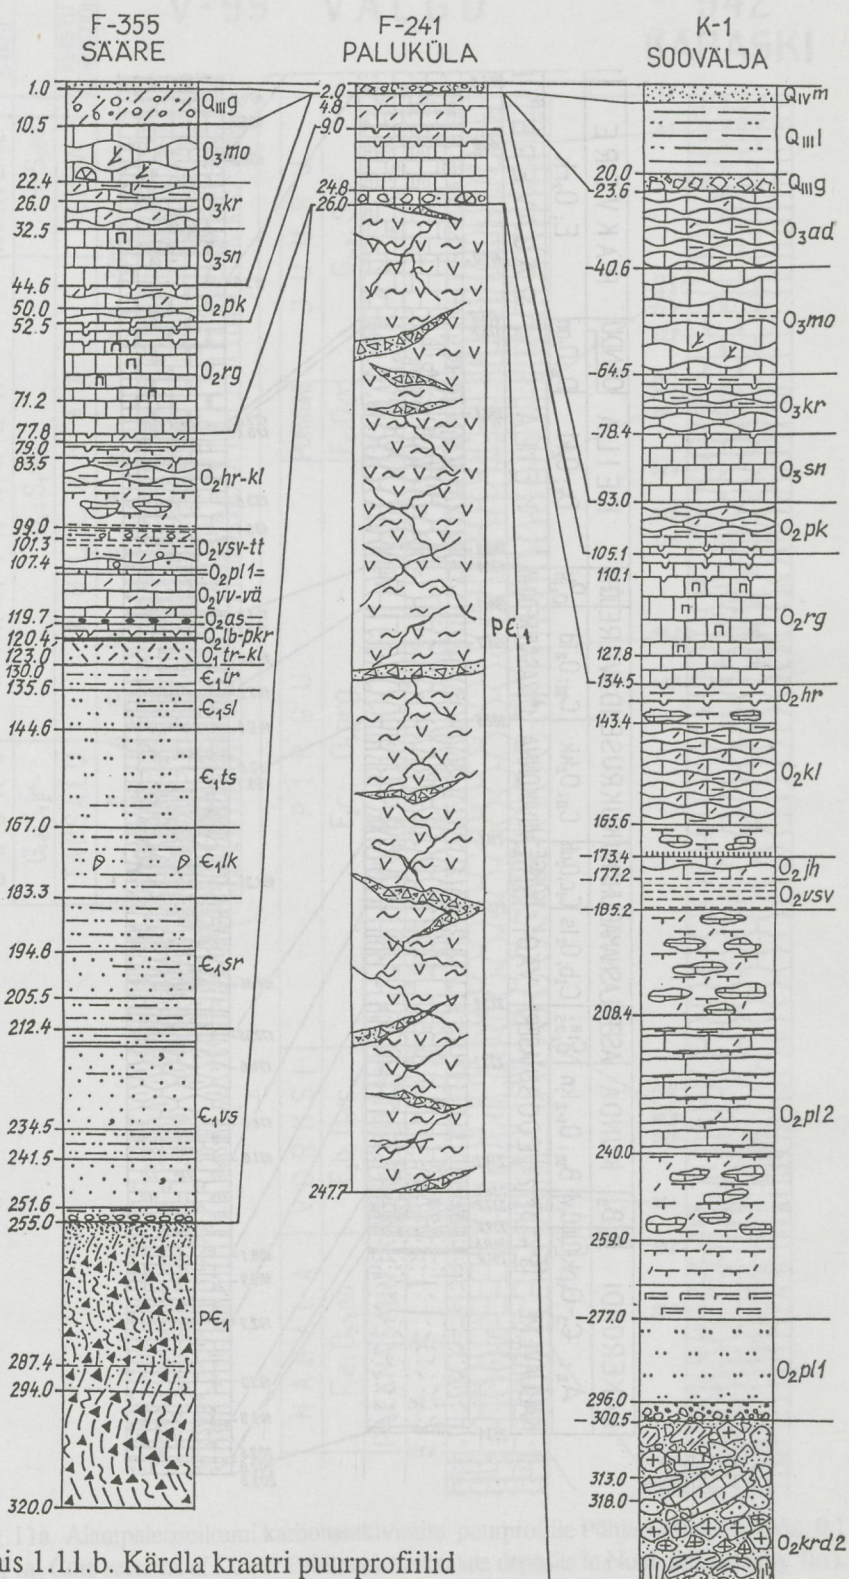 F-355
SÄÄRE
1.0
10.5
22.4
26.0
32.5
44.6
50.0
52.5
71.2
77.8
79.0
83.5
99.0
101.3
107.4
119.7
120.4
123.0
130.0
135.6
144.6
167.0
183.3
194.8
205.5
212.4
234.5
241.5
251.6
255.0
287.4
294.0
320.0
QIIIg
O3mo
O3kr
O3sn
O2pk
O2rg
O2hr-kl
O2vsv-tt
O2pl1
O2vv-vä
O2as
O2lb-pkr
O1tr-kl
Є1ir
Є1sl
Є1ts
Є1lk
Є1sr
Є1vs
PЄ1
F-241
PALUKÜLA
2.0
4.8
9.0
24.8
26.0
247.7
PЄ1
K-1
SOOVÄLJA
20.0
23.6
40.6
64.5
78.4
93.0
105.1
110.1
127.8
134.5
143.4
165.6
173.4
177.2
185.2
208.4
240.0
259.0
277.0
296.0
300.5
313.0
318.0
QIVm
QIIIl
QIIIg
O3ad
O3mo
O3kr
O3sn
O2pk
O2rg
O2hr
O2kl
O2jh
O2vsv
O2pl2
O2pl1
O2krd2
is 1.11.b. Kärdla kraatri puurprofiilid